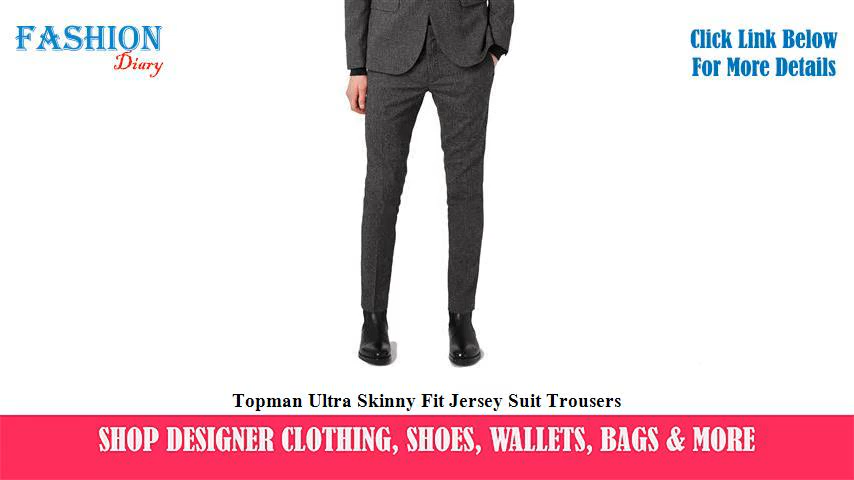 FASHION
Diary
Click Link Below
For More Details
Topman Ultra Skinny Fit Jersey Suit Trousers
SHOP DESIGNER CLOTHING, SHOES, WALLETS, BAGS & MORE